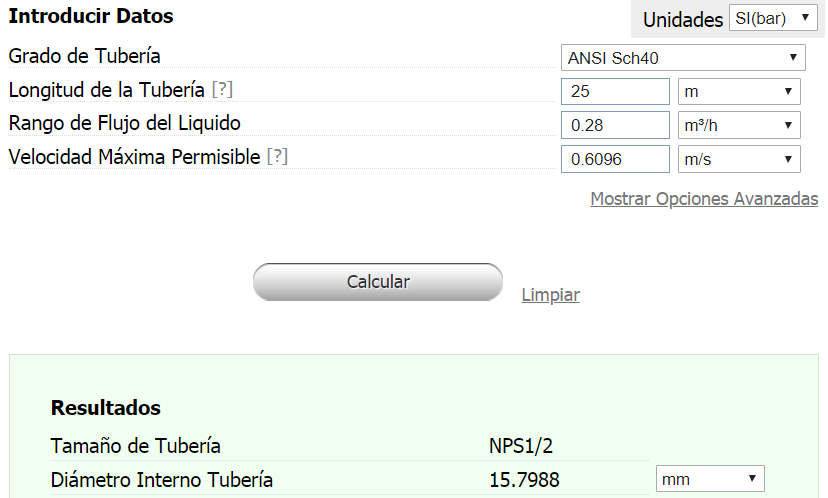 Introducir Datos Unidades SI(bar)
Grado de Tubería ANSI Sch40
Longitud de la Tubería [?] 25 m
Rango de Flujo del Liquido 0.28 m³/h
Velocidad Máxima Permisible [?] 0.6096 m/s
Mostrar Opciones Avanzadas
Calcular Limpiar
Resultados
Tamaño de Tubería NPS1/2
Diámetro Interno Tubería 15.7988 mm